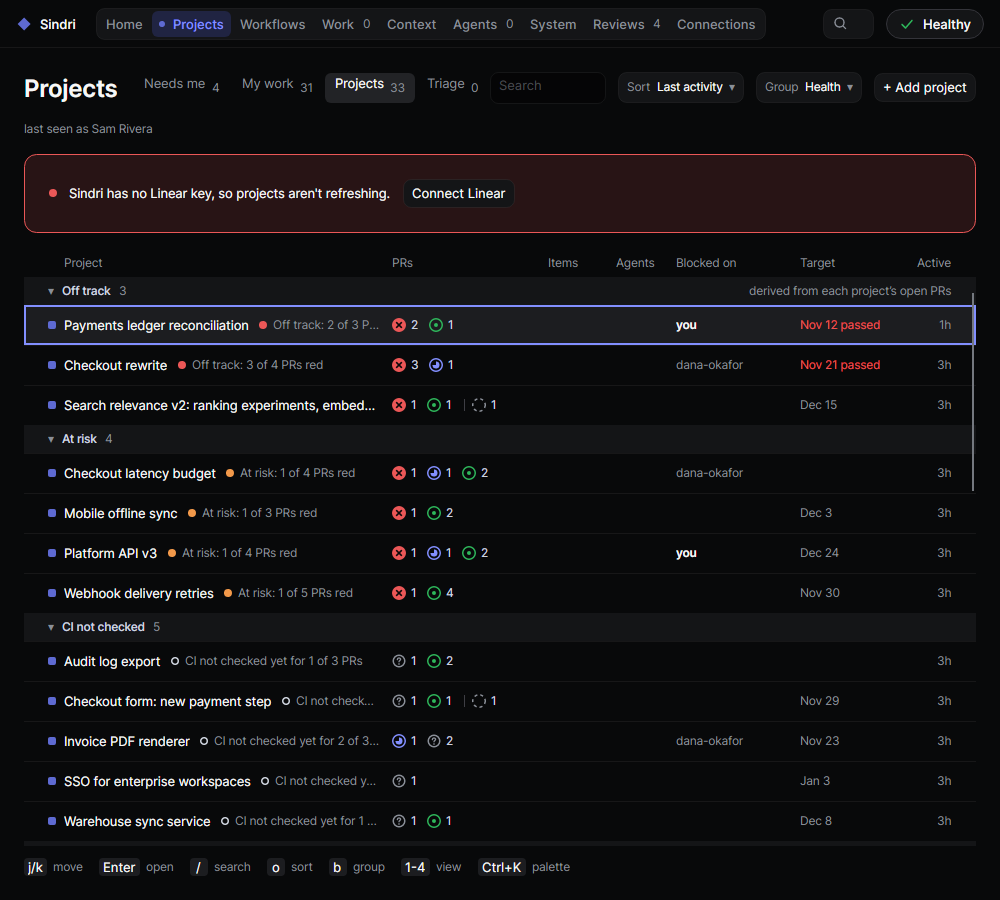 Sindri Home Projects Workflows Work 0 Context Agents 0 System Reviews 4 Connections Healthy
Projects Needs me 4 My work 31 Projects 33 Triage 0 Search Sort Last activity ▾ Group Health ▾ + Add project
last seen as Sam Rivera
Sindri has no Linear key, so projects aren't refreshing. Connect Linear
Project PRs Items Agents Blocked on Target Active
▾ Off track 3 derived from each project's open PRs
Payments ledger reconciliation Off track: 2 of 3 P... 2 1 you Nov 12 passed 1h
Checkout rewrite Off track: 3 of 4 PRs red 3 1 dana-okafor Nov 21 passed 3h
Search relevance v2: ranking experiments, embed... 1 1 1 Dec 15 3h
▾ At risk 4
Checkout latency budget At risk: 1 of 4 PRs red 1 1 2 dana-okafor 3h
Mobile offline sync At risk: 1 of 3 PRs red 1 2 Dec 3 3h
Platform API v3 At risk: 1 of 4 PRs red 1 1 2 you Dec 24 3h
Webhook delivery retries At risk: 1 of 5 PRs red 1 4 Nov 30 3h
▾ CI not checked 5
Audit log export CI not checked yet for 1 of 3 PRs ? 1 2 3h
Checkout form: new payment step CI not check... ? 1 1 1 Nov 29 3h
Invoice PDF renderer CI not checked yet for 2 of 3... 1 ? 2 dana-okafor Nov 23 3h
SSO for enterprise workspaces CI not checked y... ? 1 Jan 3 3h
Warehouse sync service CI not checked yet for 1 ... ? 1 1 Dec 8 3h
j/k move Enter open / search o sort b group 1-4 view Ctrl+K palette